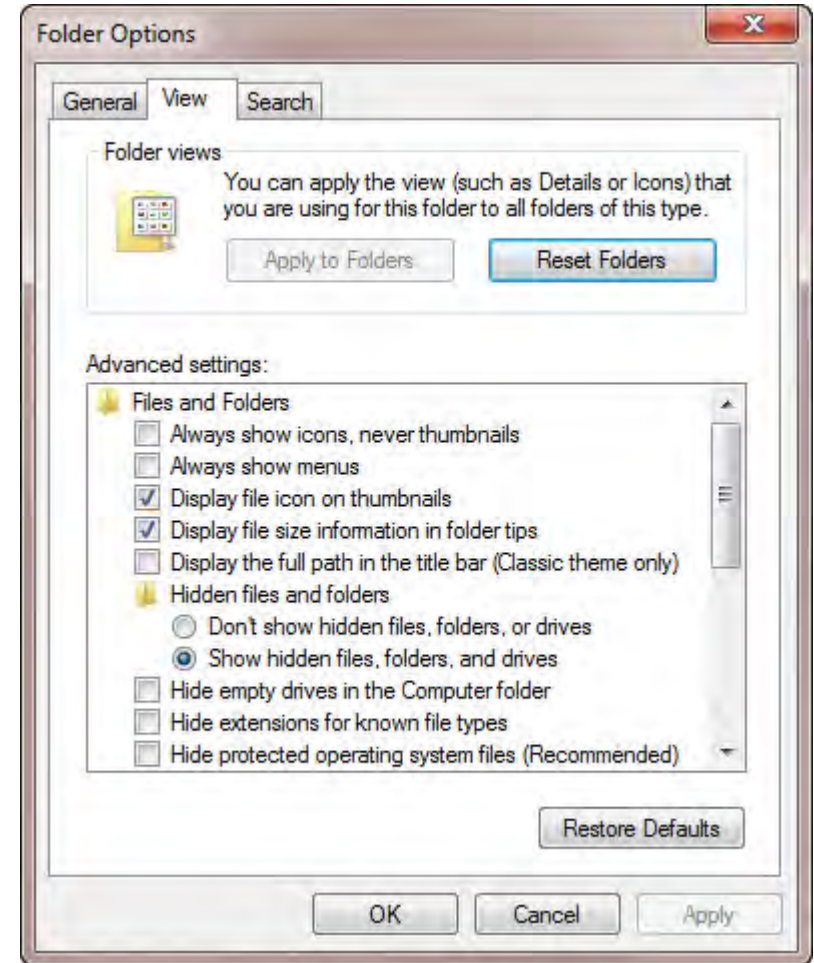 Folder Options
General View Search
Folder views
You can apply the view (such as Details or Icons) that
you are using for this folder to all folders of this type.
Apply to Folders Reset Folders
Advanced settings:
Files and Folders
Always show icons, never thumbnails
Always show menus
Display file icon on thumbnails
Display file size information in folder tips
Display the full path in the title bar (Classic theme only)
Hidden files and folders
Don't show hidden files, folders, or drives
Show hidden files, folders, and drives
Hide empty drives in the Computer folder
Hide extensions for known file types
Hide protected operating system files (Recommended)
Restore Defaults
OK Cancel Apply